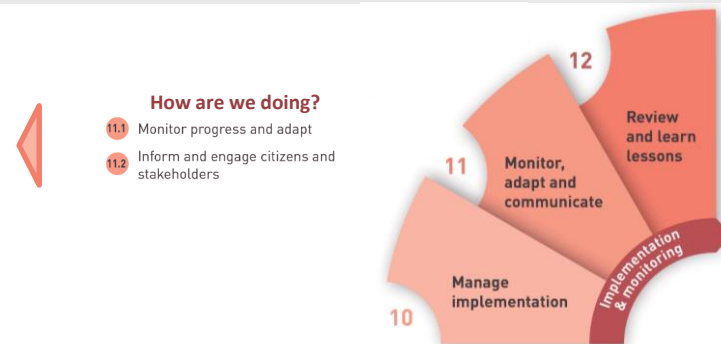 How are we doing?
11.1 Monitor progress and adapt
11.2 Inform and engage citizens and
stakeholders
12
Review
and learn
lessons
11
Monitor,
adapt and
communicate
10
Manage
implementation
Implementation
& monitoring